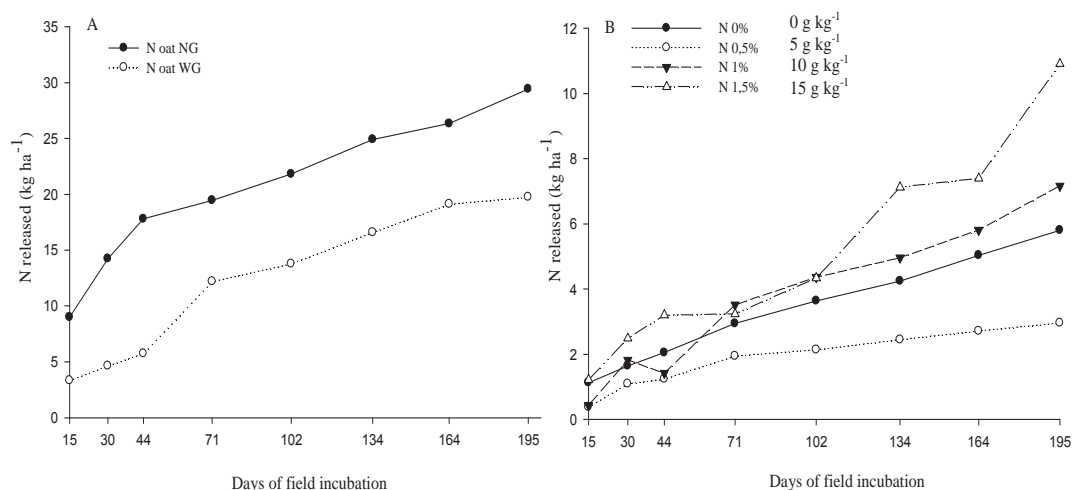 A
N oat NG
N oat WG
N released (kg ha-1)
35
30
25
20
15
10
5
0
15 30 44 71 102 134 164 195
Days of field incubation
B
N 0% 0 g kg-1
N 0,5% 5 g kg-1
N 1% 10 g kg-1
N 1,5% 15 g kg-1
N released (kg ha-1)
12
10
8
6
4
2
0
15 30 44 71 102 134 164 195
Days of field incubation